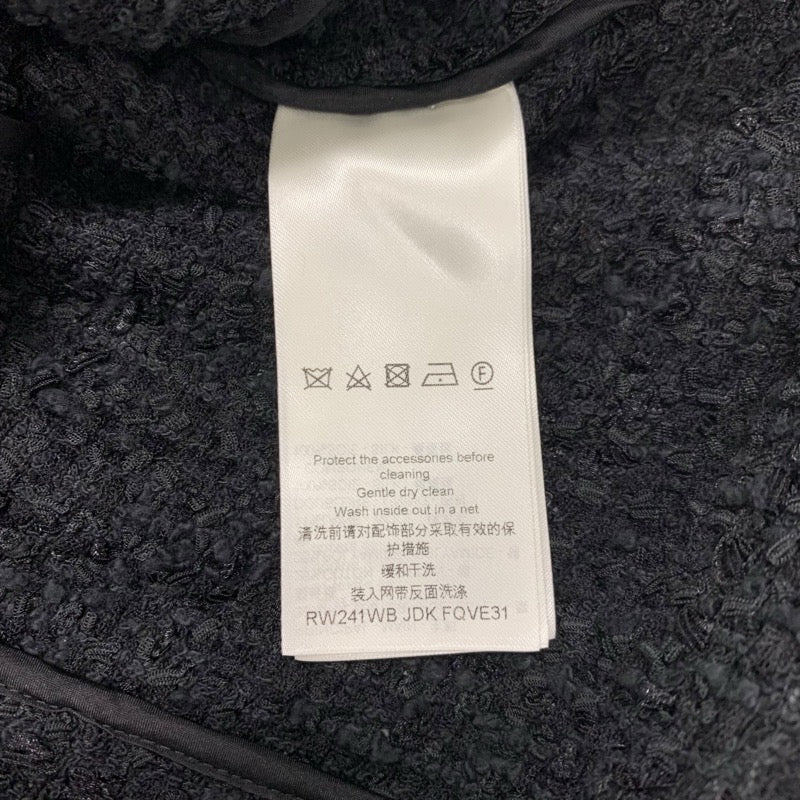 F
Protect the accessories before
cleaning
Gentle dry clean
Wash inside out in a net
清洗前请对配饰部分采取有效的保
护措施
缓和干洗
装入网带反面洗涤
RW241WB JDK FQVE31